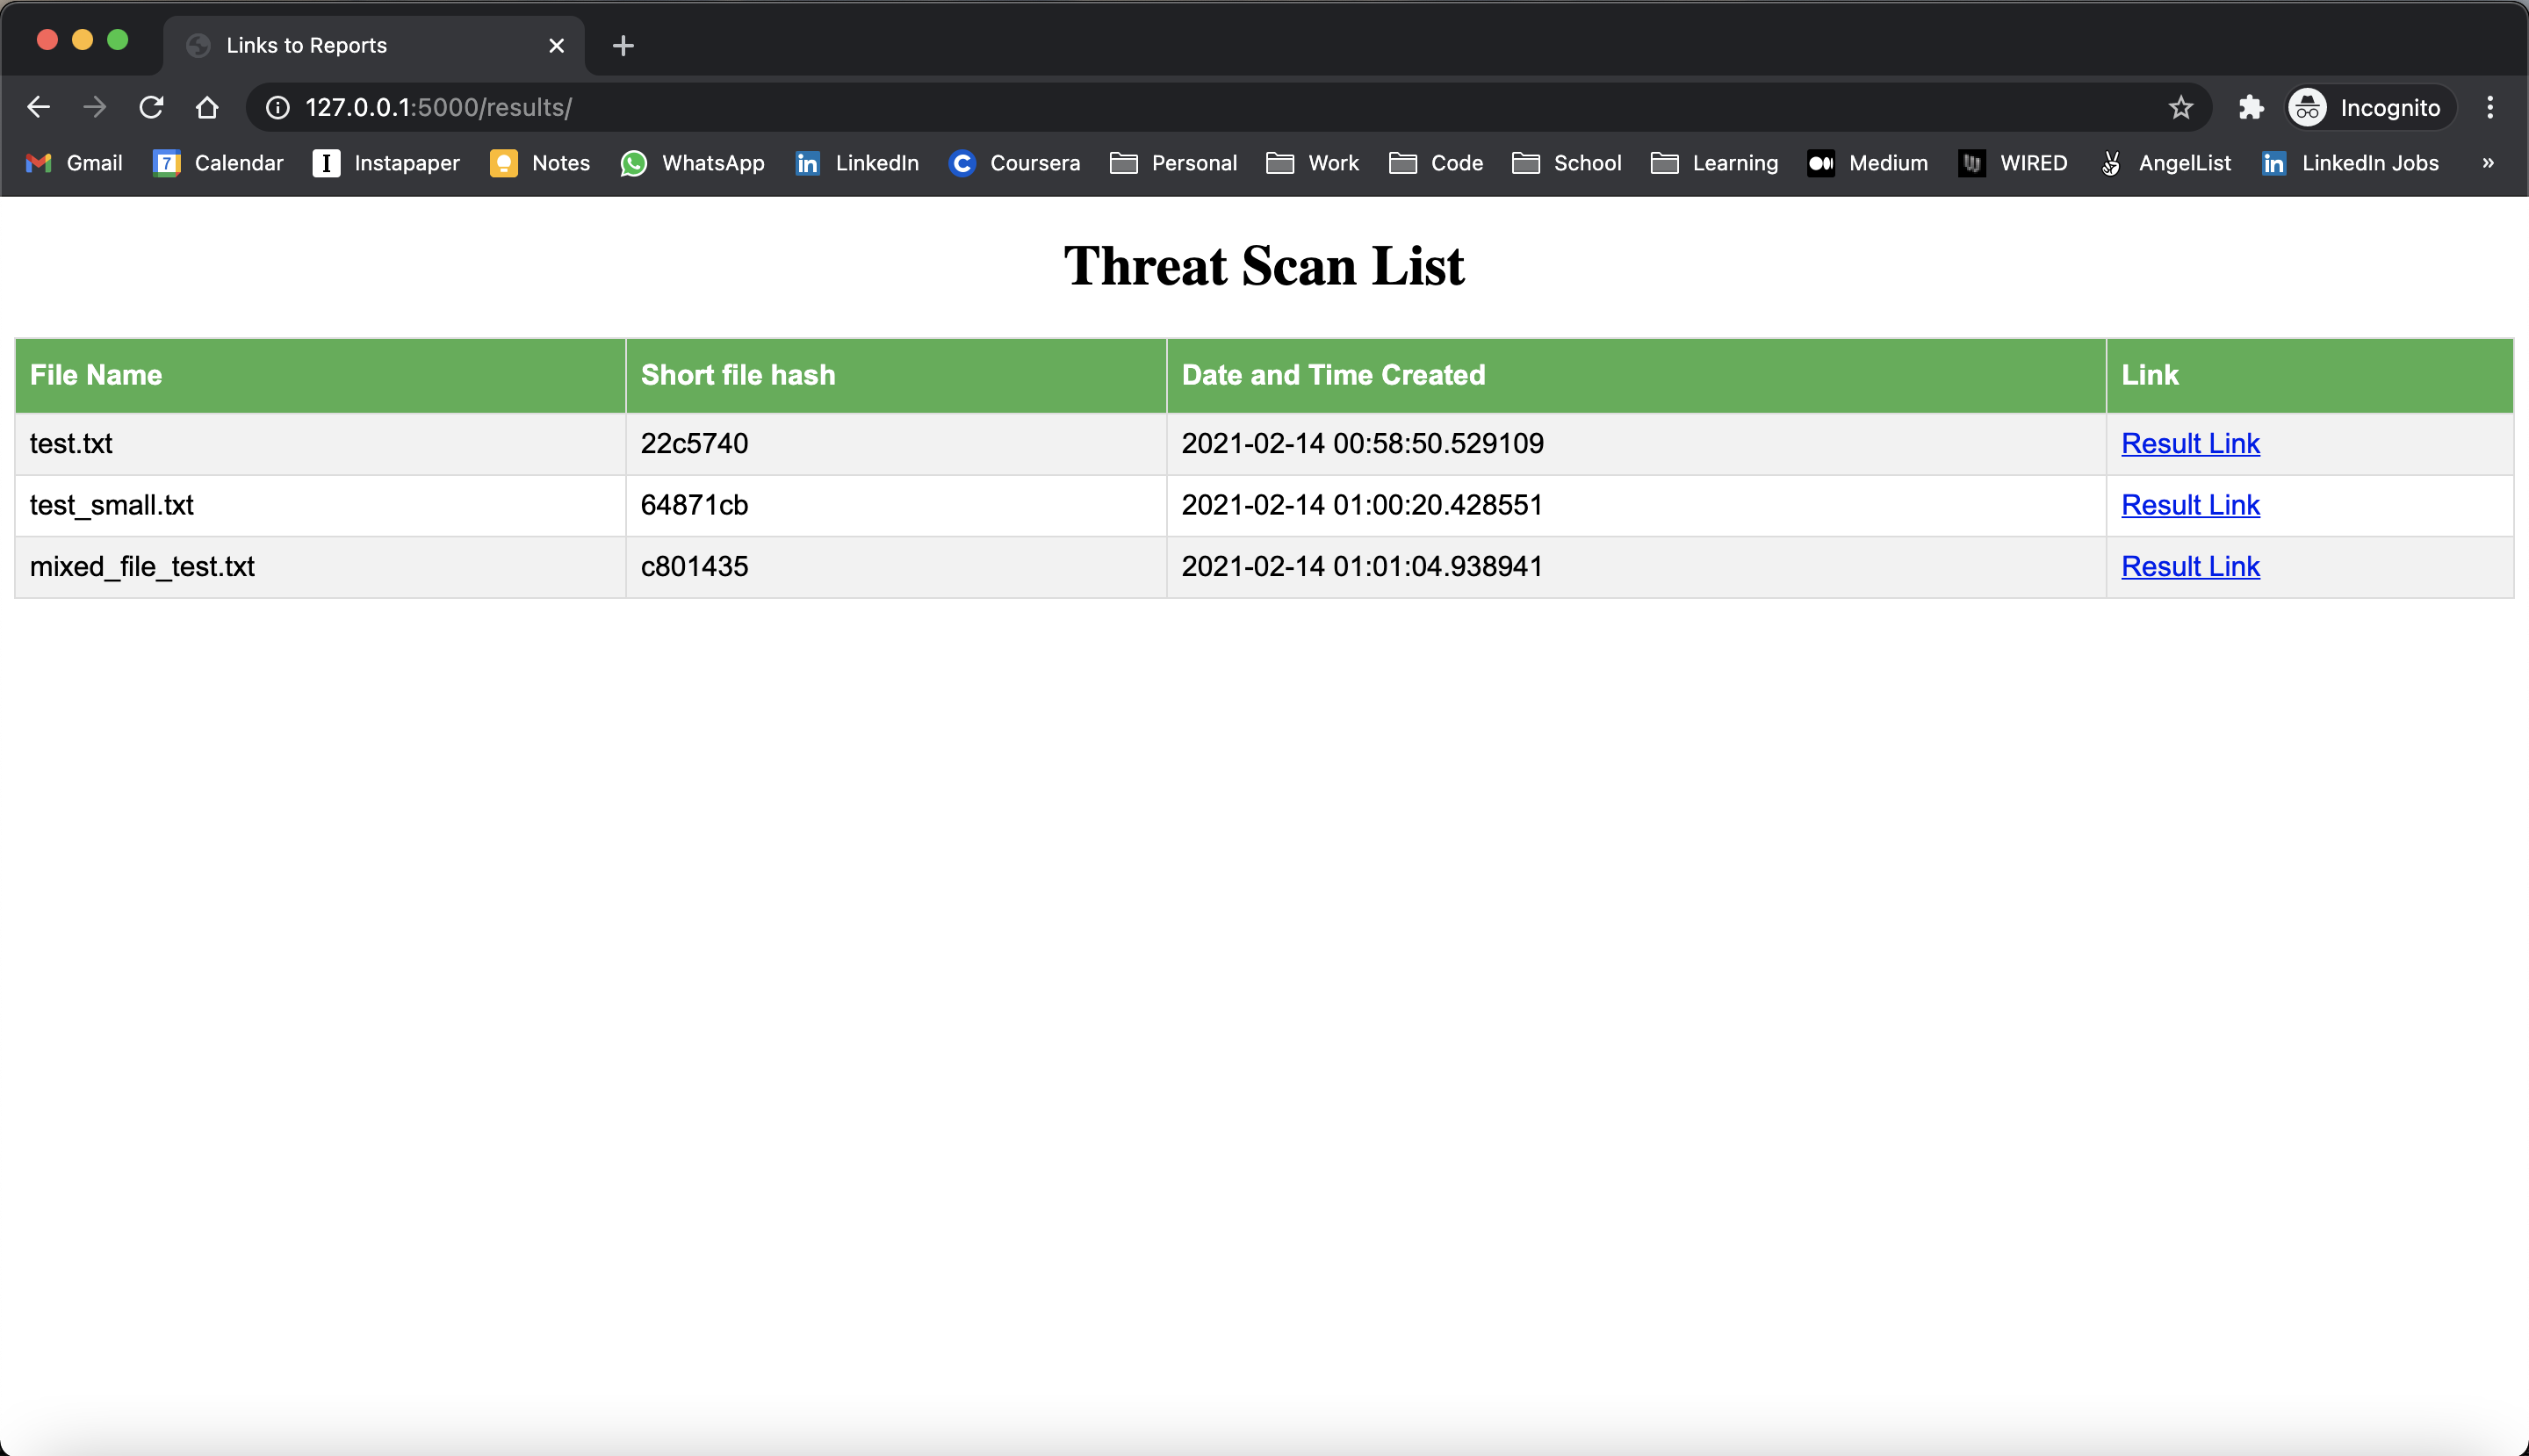 Links to Reports
127.0.0.1:5000/results/
Incognito
Gmail 7 Calendar I Instapaper Notes WhatsApp in LinkedIn C Coursera Personal Work Code School Learning Medium WIRED AngelList in LinkedIn Jobs »
Threat Scan List
File Name Short file hash Date and Time Created Link
test.txt 22c5740 2021-02-14 00:58:50.529109 Result Link
test_small.txt 64871cb 2021-02-14 01:00:20.428551 Result Link
mixed_file_test.txt c801435 2021-02-14 01:01:04.938941 Result Link